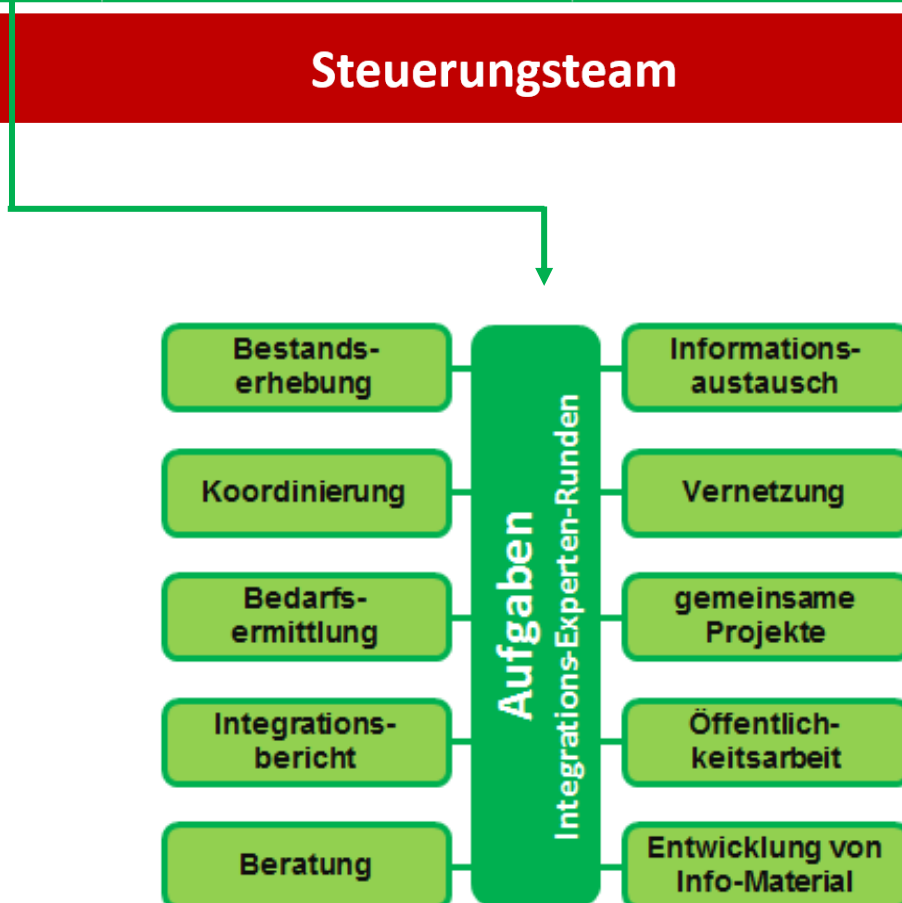 Steuerungsteam
Bestands-
erhebung
Koordinierung
Bedarfs-
ermittlung
Integrations-
bericht
Beratung
Aufgaben
Integrations-Experten-Runden
Informations-
austausch
Vernetzung
gemeinsame
Projekte
Öffentlich-
keitsarbeit
Entwicklung von
Info-Material